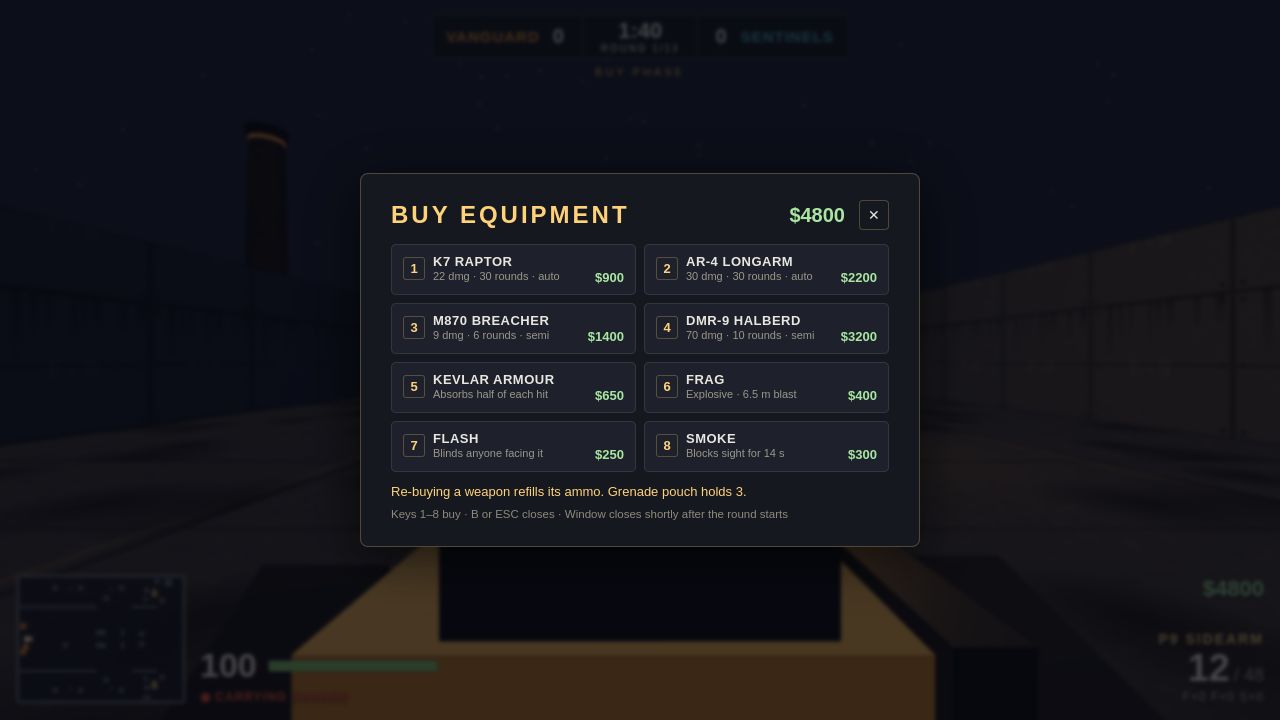 VANGUARD 0 1:40 0 SENTINELS
ROUND 1/13
BUY PHASE
BUY EQUIPMENT $4800 ×
1 K7 RAPTOR
22 dmg · 30 rounds · auto $900
2 AR-4 LONGARM
30 dmg · 30 rounds · auto $2200
3 M870 BREACHER
9 dmg · 6 rounds · semi $1400
4 DMR-9 HALBERD
70 dmg · 10 rounds · semi $3200
5 KEVLAR ARMOUR
Absorbs half of each hit $650
6 FRAG
Explosive · 6.5 m blast $400
7 FLASH
Blinds anyone facing it $250
8 SMOKE
Blocks sight for 14 s $300
Re-buying a weapon refills its ammo. Grenade pouch holds 3.
Keys 1–8 buy · B or ESC closes · Window closes shortly after the round starts
$4800
P9 SIDEARM
100 12 / 48
CARRYING